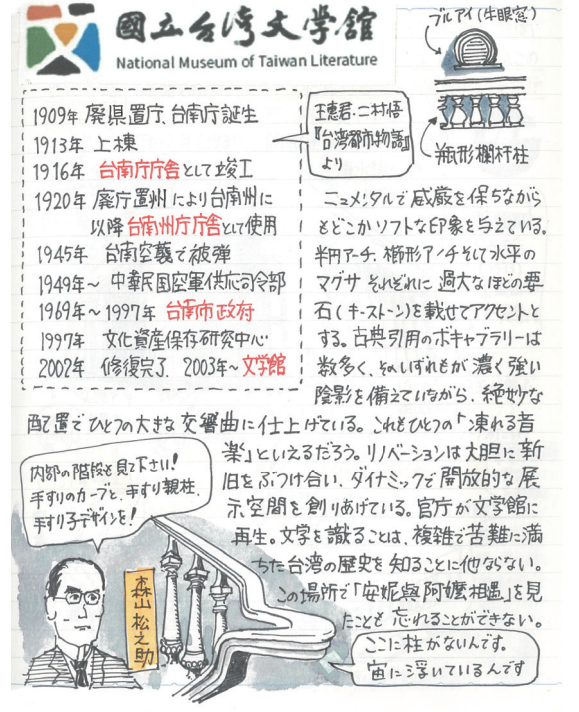 國立台湾文学館
National Museum of Taiwan Literature
ブルアイ(牛眼窓)
瓶形欄杆柱
1909年 廃県置庁、台南庁誕生
1913年 上棟
1916年 台南庁庁舎として竣工
1920年 廃庁置州により台南州に
以降台南州庁舎として使用
1945年 台南空襲で被弾
1949年~ 中華民国空軍供応司令部
1969年~1997年 台南市政府
1997年 文化資産保存研究中心
2002年 修復完了、2003年~文学館
王惠君・二村悟
『台湾都市物語』
より
ニュメンタルで威厳を保ちながら
もどこかソフトな印象を与えている。
半円アーチ、櫛形アーチそして水平の
マグサ それぞれに 過大なほどの要
石(キーストーン)を載せてアクセントと
する。古典引用のボキャブラリーは
数多く、そのいずれもが 濃く強い
陰影を備えていながら、絶妙な
配置でひとつの大きな交響曲に仕上げている。これもひとつの「凍れる音
楽」といえるだろう。リノベーションは大胆に新
旧をぶつけ合い、ダイナミックで開放的な展
示空間を創りあげている。官庁が文学館に
再生。文学を識ることは、複雑で苦難に満
ちた台湾の歴史を知ることに他ならない。
この場所で「安妮與阿嬤相遇」を見
たことも忘れることができない。
内部の階段を見て下さい!
手すりのカーブと、手すり親柱、
手すり子デザインを!
森山松之助
ここに柱がないんです。
宙に浮いているんです